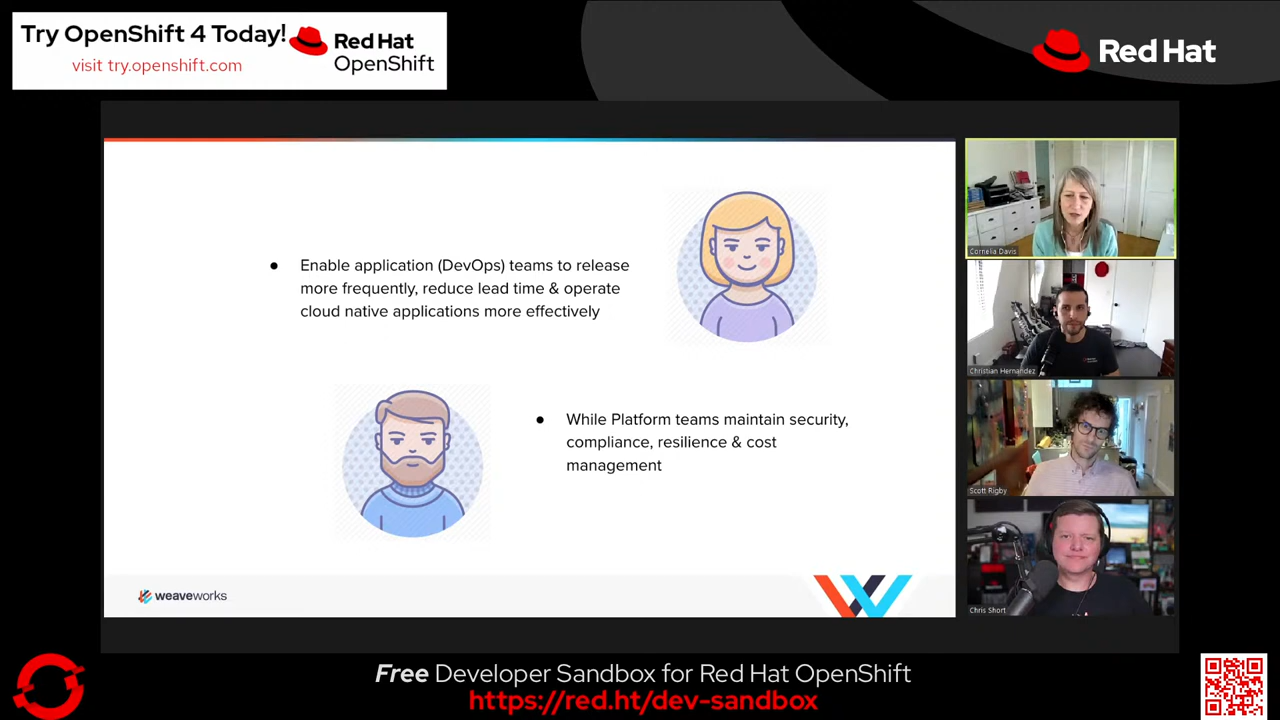 Try OpenShift 4 Today!
visit try.openshift.com
Red Hat
OpenShift
Red Hat
Enable application (DevOps) teams to release
more frequently, reduce lead time & operate
cloud native applications more effectively
While Platform teams maintain security,
compliance, resilience & cost
management
weaveworks
Cornelia Davis
Christian Hernandez
Scott Rigby
Chris Short
Free Developer Sandbox for Red Hat OpenShift
https://red.ht/dev-sandbox